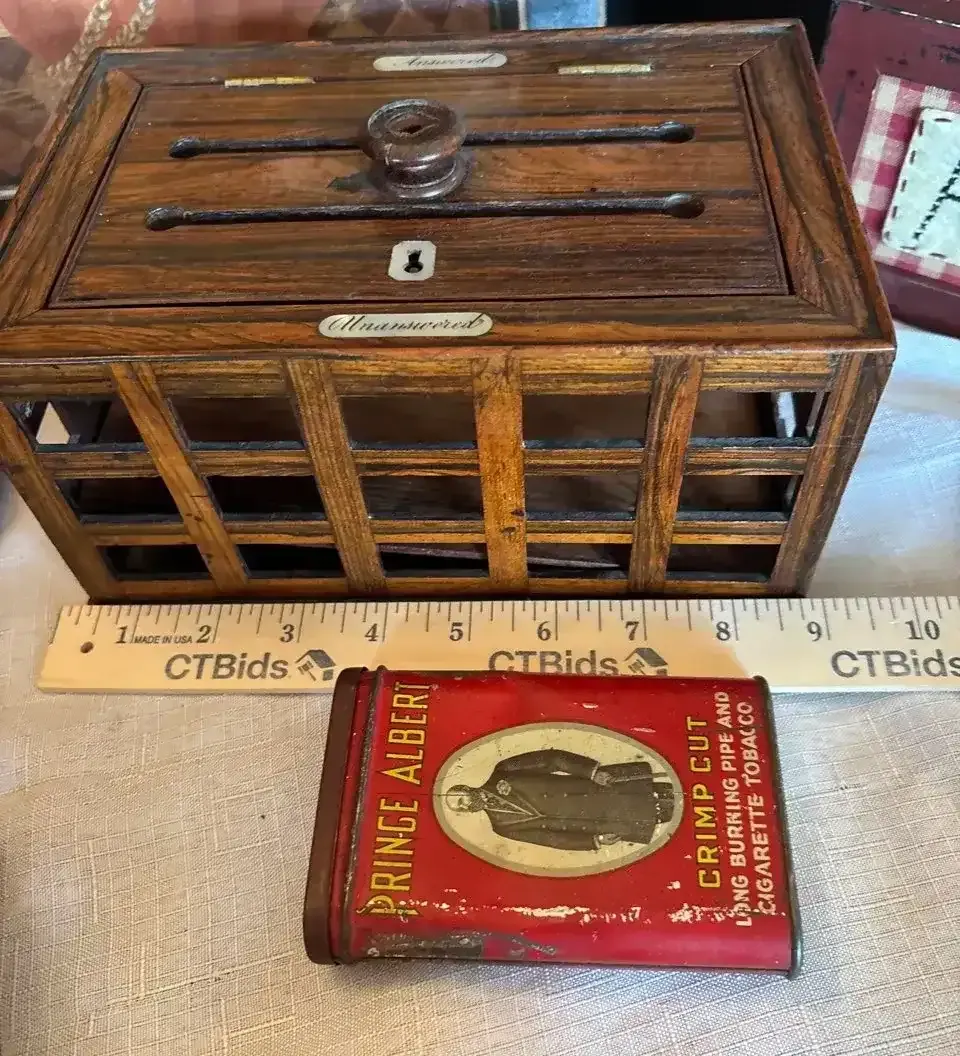 Answered
Unanswered
1 MADE IN USA 2 3 4 5 6 7 8 9 10
CTBids CTBids CTBids
PRINCE ALBERT
CRIMP CUT
LONG BURNING PIPE AND
CIGARETTE TOBACCO